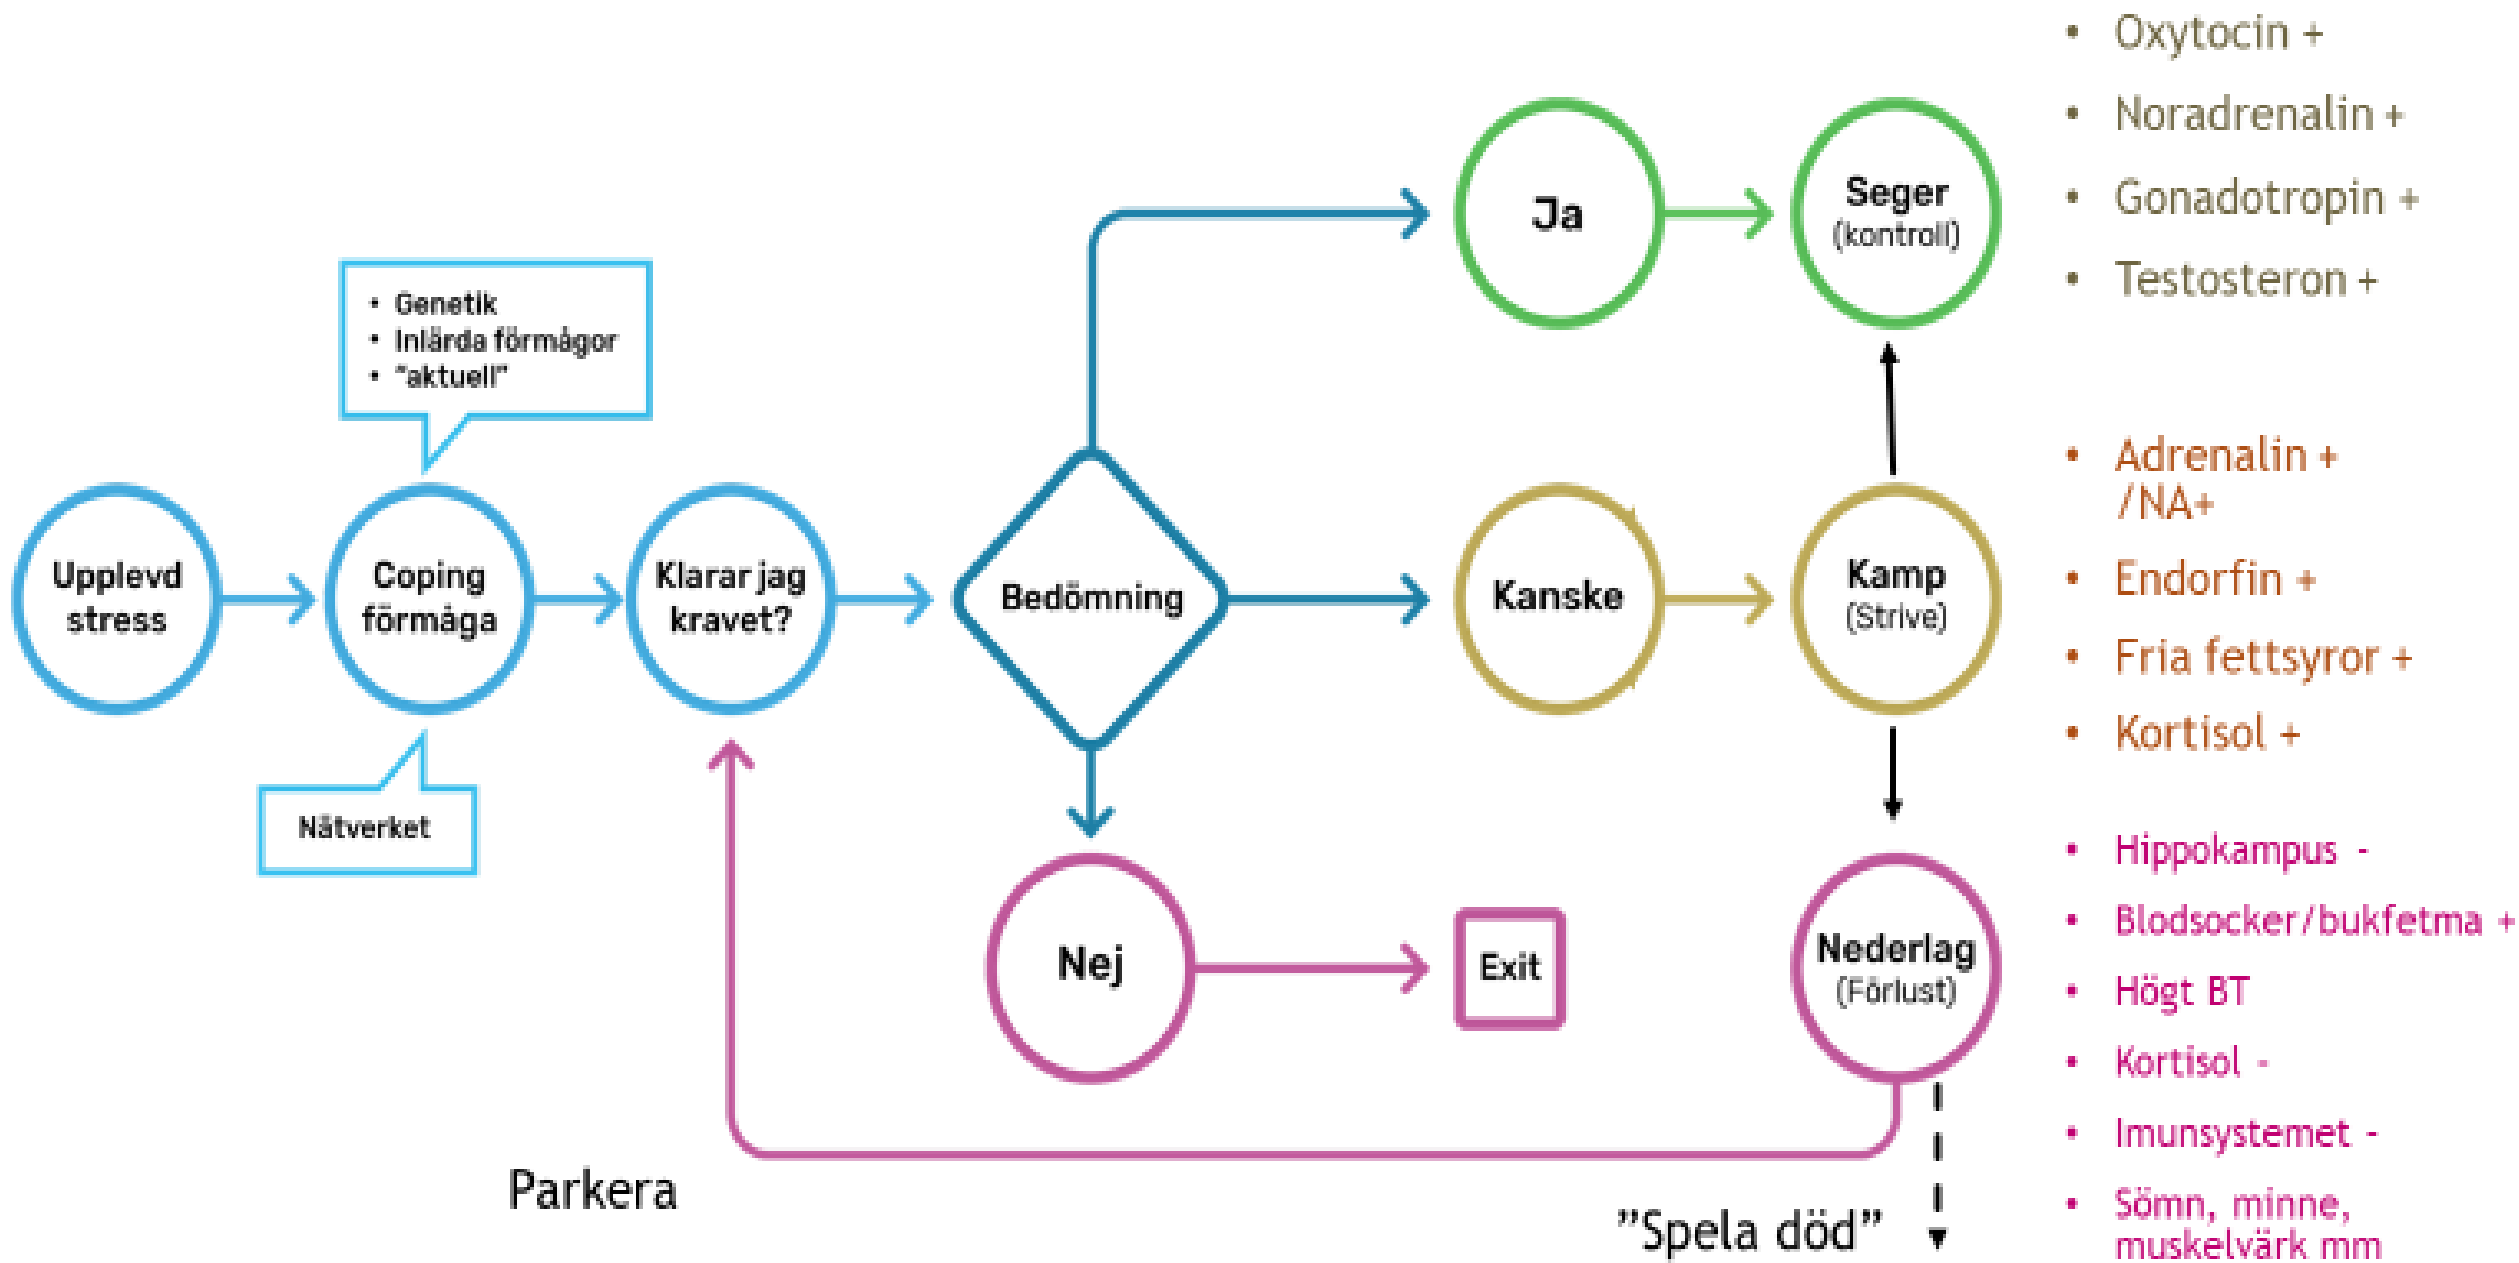 • Genetik
• Inlärda förmågor
• "aktuell"
Upplevd
stress
Coping
förmåga
Nätverket
Klarar jag
kravet?
Bedömning
Ja
Seger
(kontroll)
Kanske
Kamp
(Strive)
Nej
Exit
Nederlag
(Förlust)
Parkera
”Spela död”
• Oxytocin +
• Noradrenalin +
• Gonadotropin +
• Testosteron +
• Adrenalin +
/NA+
• Endorfin +
• Fria fettsyror +
• Kortisol +
• Hippokampus -
• Blodsocker/bukfetma +
• Högt BT
• Kortisol -
• Imunsystemet -
• Sömn, minne,
muskelvärk mm